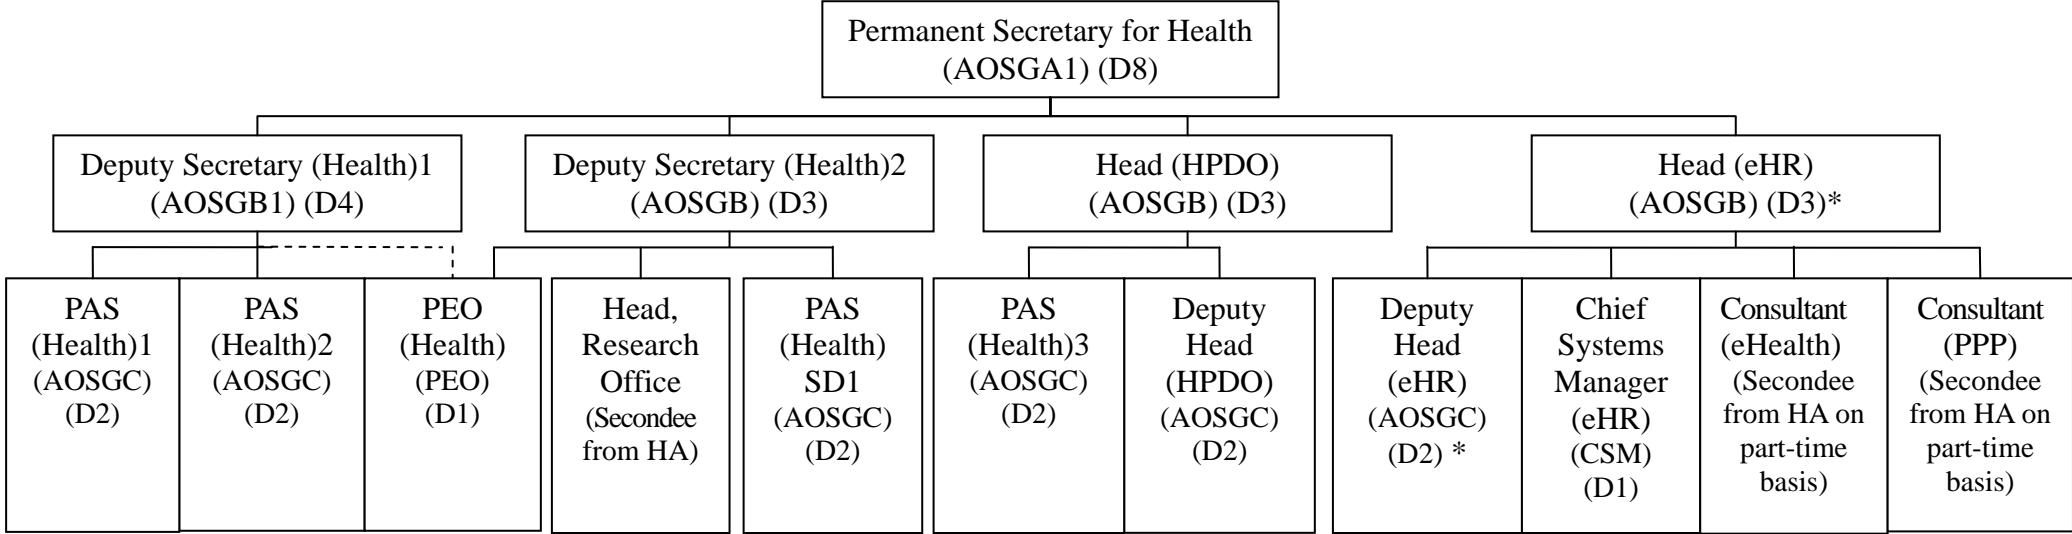 Permanent Secretary for Health
(AOSGA1) (D8)
Deputy Secretary (Health)1
(AOSGB1) (D4)
Deputy Secretary (Health)2
(AOSGB) (D3)
Head (HPDO)
(AOSGB) (D3)
Head (eHR)
(AOSGB) (D3)*
PAS
(Health)1
(AOSGC)
(D2)
PAS
(Health)2
(AOSGC)
(D2)
PEO
(Health)
(PEO)
(D1)
Head,
Research
Office
(Secondee
from HA)
PAS
(Health)
SD1
(AOSGC)
(D2)
PAS
(Health)3
(AOSGC)
(D2)
Deputy
Head
(HPDO)
(AOSGC)
(D2)
Deputy
Head
(eHR)
(AOSGC)
(D2) *
Chief
Systems
Manager
(eHR)
(CSM)
(D1)
Consultant
(eHealth)
(Secondee
from HA on
part-time
basis)
Consultant
(PPP)
(Secondee
from HA on
part-time
basis)